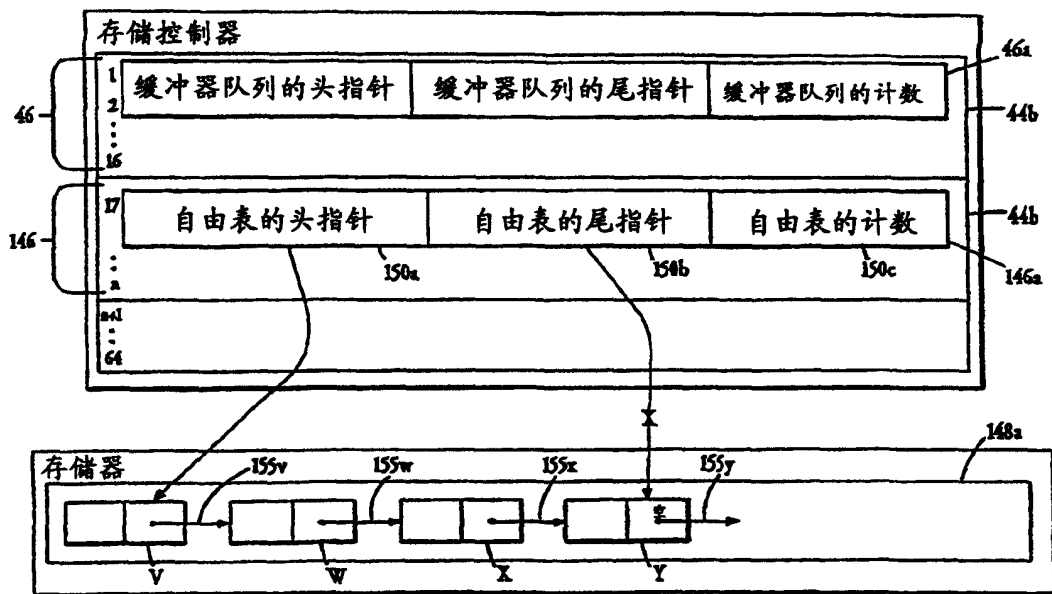 存储控制器
46a
1 缓冲器队列的头指针 缓冲器队列的尾指针 缓冲器队列的计数
2
46
44b
16
17
自由表的头指针 自由表的尾指针 自由表的计数
44b
146
150a 150b 150c
146a
a
a+1
64
存储器
148a
155v 155w 155x 155y
空
V W X Y